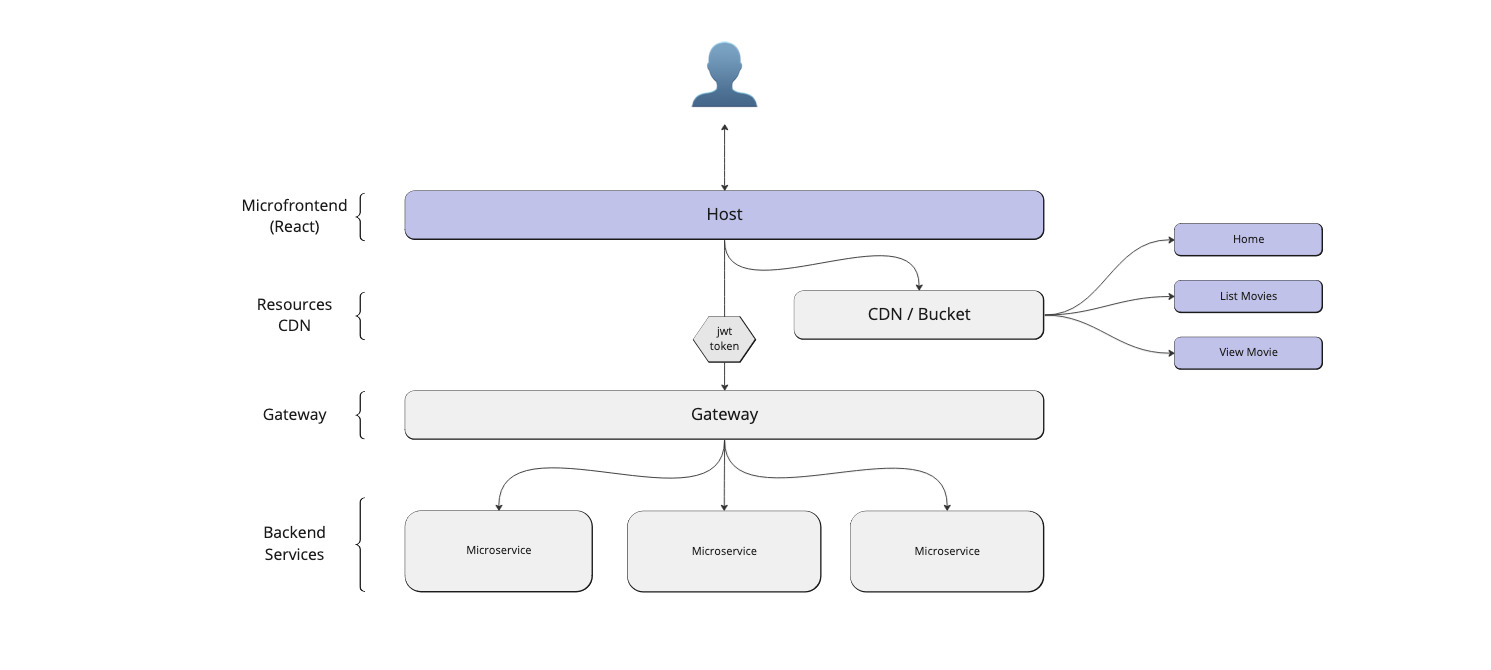 Microfrontend
(React)
Host
Home
Resources
CDN
CDN / Bucket
List Movies
jwt
token
View Movie
Gateway
Gateway
Backend
Services
Microservice
Microservice
Microservice